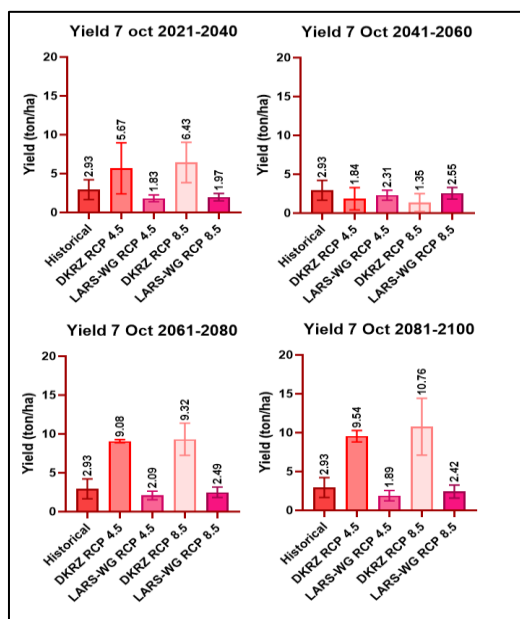 Yield 7 oct 2021-2040
Yield (ton/ha)
20
15
10
5
0
2.93
5.67
1.83
6.43
1.97
Historical
DKRZ RCP 4.5
LARS-WG RCP 4.5
DKRZ RCP 8.5
LARS-WG RCP 8.5
Yield 7 Oct 2041-2060
Yield (ton/ha)
20
15
10
5
0
2.93
1.84
2.31
1.35
2.55
Historical
DKRZ RCP 4.5
LARS-WG RCP 4.5
DKRZ RCP 8.5
LARS-WG RCP 8.5
Yield 7 Oct 2061-2080
Yield (ton/ha)
20
15
10
5
0
2.93
9.08
2.09
9.32
2.49
Historical
DKRZ RCP 4.5
LARS-WG RCP 4.5
DKRZ RCP 8.5
LARS-WG RCP 8.5
Yield 7 Oct 2081-2100
Yield (ton/ha)
20
15
10
5
0
2.93
9.54
1.89
10.76
2.42
Historical
DKRZ RCP 4.5
LARS-WG RCP 4.5
DKRZ RCP 8.5
LARS-WG RCP 8.5